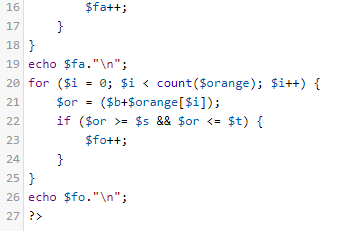 16 $fa++;
17 }
18 }
19 echo $fa."\n";
20 for ($i = 0; $i < count($orange); $i++) {
21 $or = ($b+$orange[$i]);
22 if ($or >= $s && $or <= $t) {
23 $fo++;
24 }
25 }
26 echo $fo."\n";
27 ?>